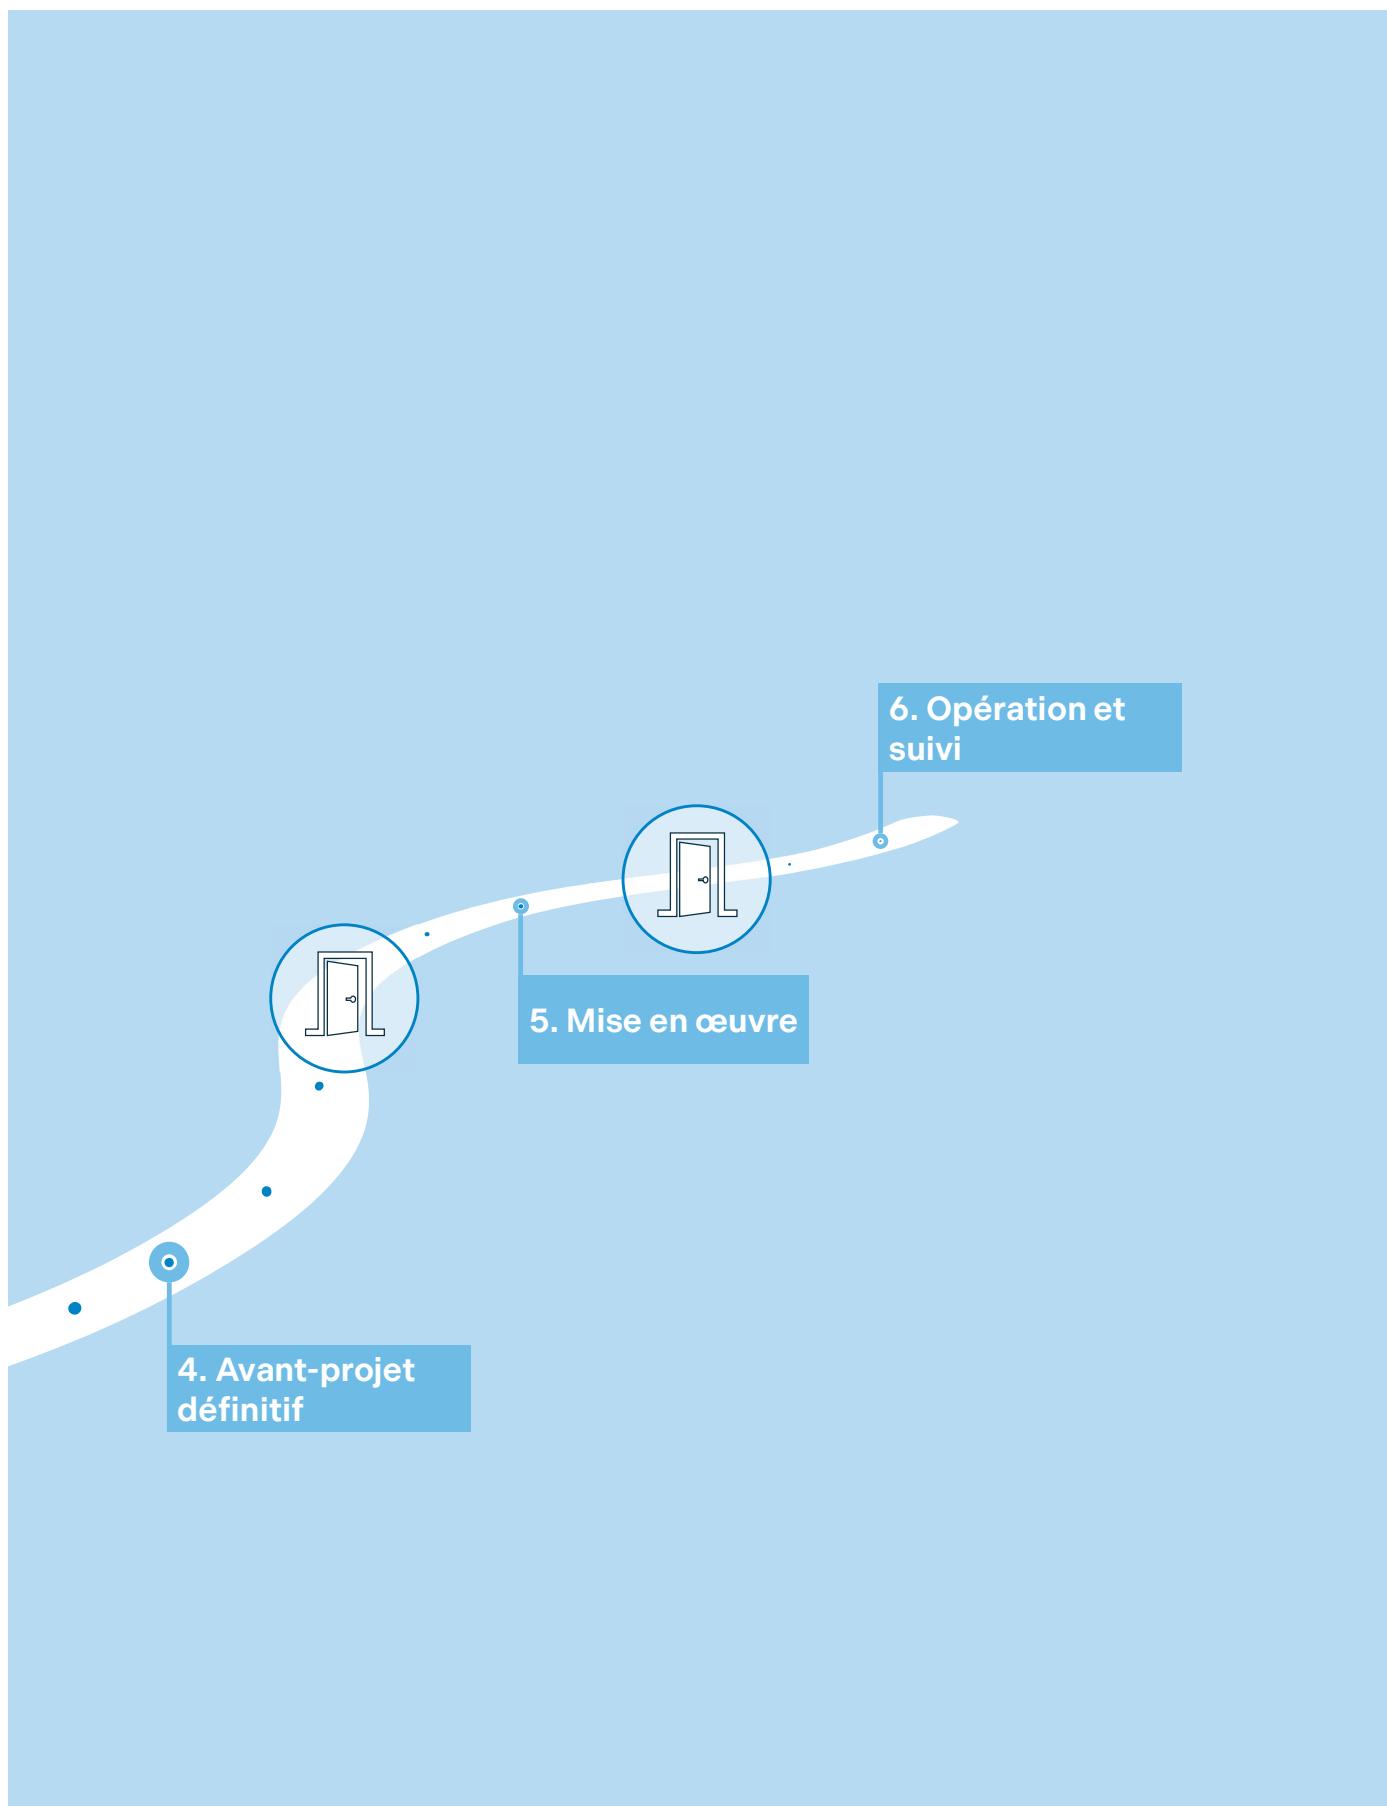 6. Opération et
suivi
5. Mise en œuvre
4. Avant-projet
définitif